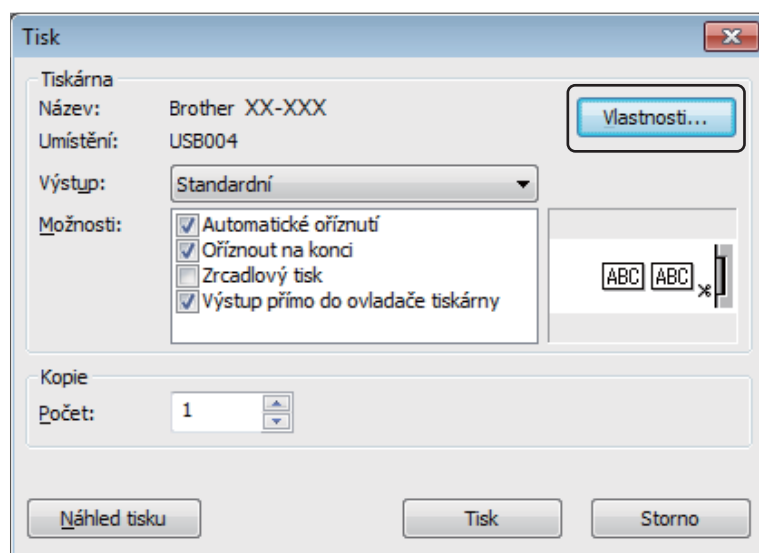 Tisk
Tiskárna
Název: Brother XX-XXX
Vlastnosti...
Umístění: USB004
Výstup: Standardní
Možnosti: Automatické oříznutí
Oříznout na konci
Zrcadlový tisk
Výstup přímo do ovladače tiskárny
ABC ABC
Kopie
Počet: 1
Náhled tisku Tisk Storno